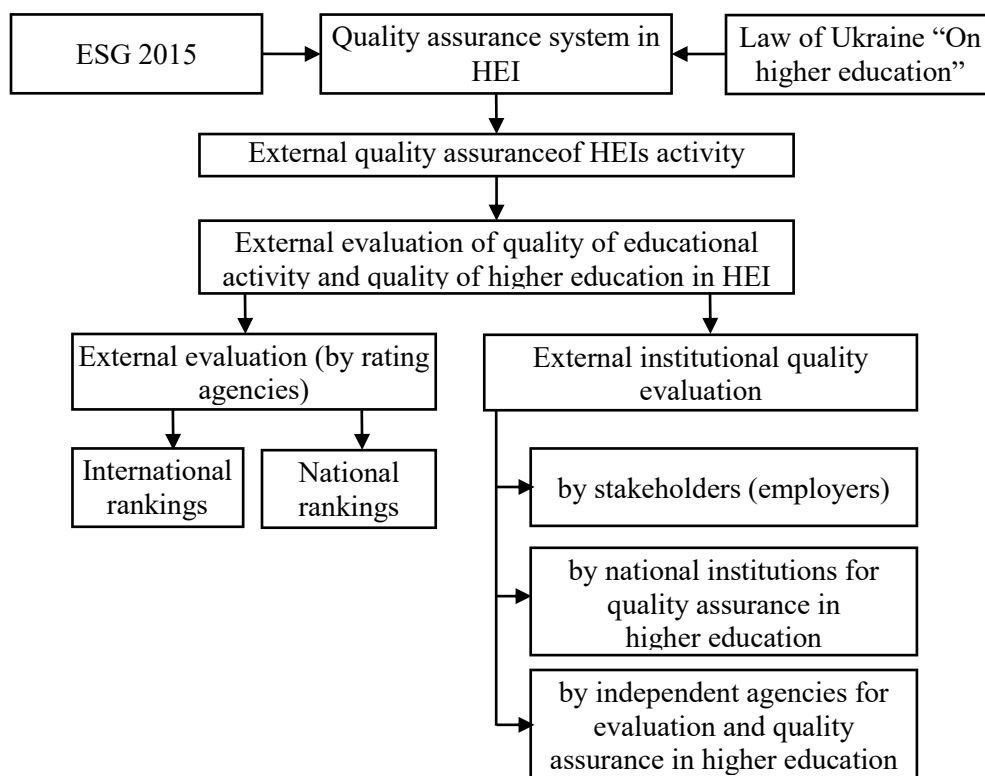 ESG 2015
Quality assurance system in
HEI
Law of Ukraine “On
higher education”
External quality assuranceof HEIs activity
External evaluation of quality of educational
activity and quality of higher education in HEI
External evaluation (by rating
agencies)
External institutional quality
evaluation
International
rankings
National
rankings
by stakeholders (employers)
by national institutions for
quality assurance in
higher education
by independent agencies for
evaluation and quality
assurance in higher education